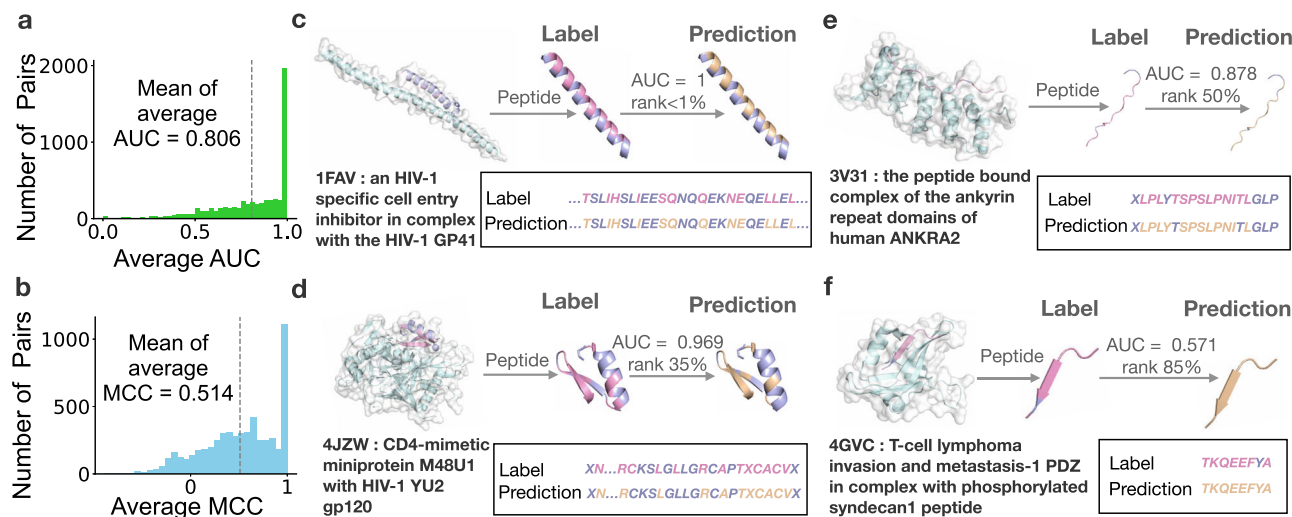 a
2000
1000
0
Number of Pairs
Mean of
average
AUC = 0.806
0.0
0.5
1.0
Average AUC
b
1000
500
0
Number of Pairs
Mean of
average
MCC = 0.514
0
1
Average MCC
c
Label
Prediction
Peptide
AUC = 1
rank<1%
1FAV : an HIV-1
specific cell entry
inhibitor in complex
with the HIV-1 GP41
Label
...TSLIHSLIEESQNQQEKNEQELLEL...
Prediction
...TSLIHSLIEESQNQQEKNEQELLEL...
d
Label
Prediction
Peptide
AUC = 0.969
rank 35%
4JZW : CD4-mimetic
miniprotein M48U1
with HIV-1 YU2
gp120
Label
XN...RCKSLGLLGRCAPTXCACVX
Prediction
XN...RCKSLGLLGRCAPTXCACVX
e
Label
Prediction
Peptide
AUC = 0.878
rank 50%
3V31 : the peptide bound
complex of the ankyrin
repeat domains of
human ANKRA2
Label
XLPLYTSPSLPNITLGLP
Prediction
XLPLYTSPSLPNITLGLP
f
Label
Prediction
Peptide
AUC = 0.571
rank 85%
4GVC : T-cell lymphoma
invasion and metastasis-1 PDZ
in complex with phosphorylated
syndecan1 peptide
Label
TKQEEFYA
Prediction
TKQEEFYA